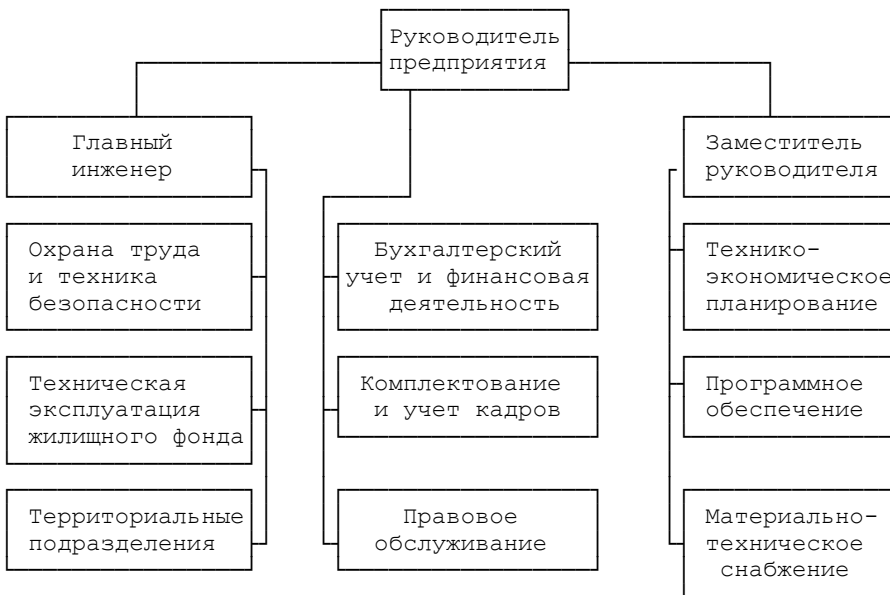 Руководитель
предприятия
Главный
инженер
Заместитель
руководителя
Охрана труда
и техника
безопасности
Бухгалтерский
учет и финансовая
деятельность
Технико-
экономическое
планирование
Техническая
эксплуатация
жилищного фонда
Комплектование
и учет кадров
Программное
обеспечение
Территориальные
подразделения
Правовое
обслуживание
Материально-
техническое
снабжение